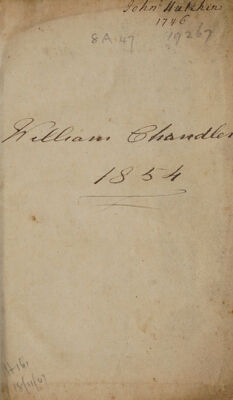 John Hutchins
1746
8A.47 19267
William Chandler
1854